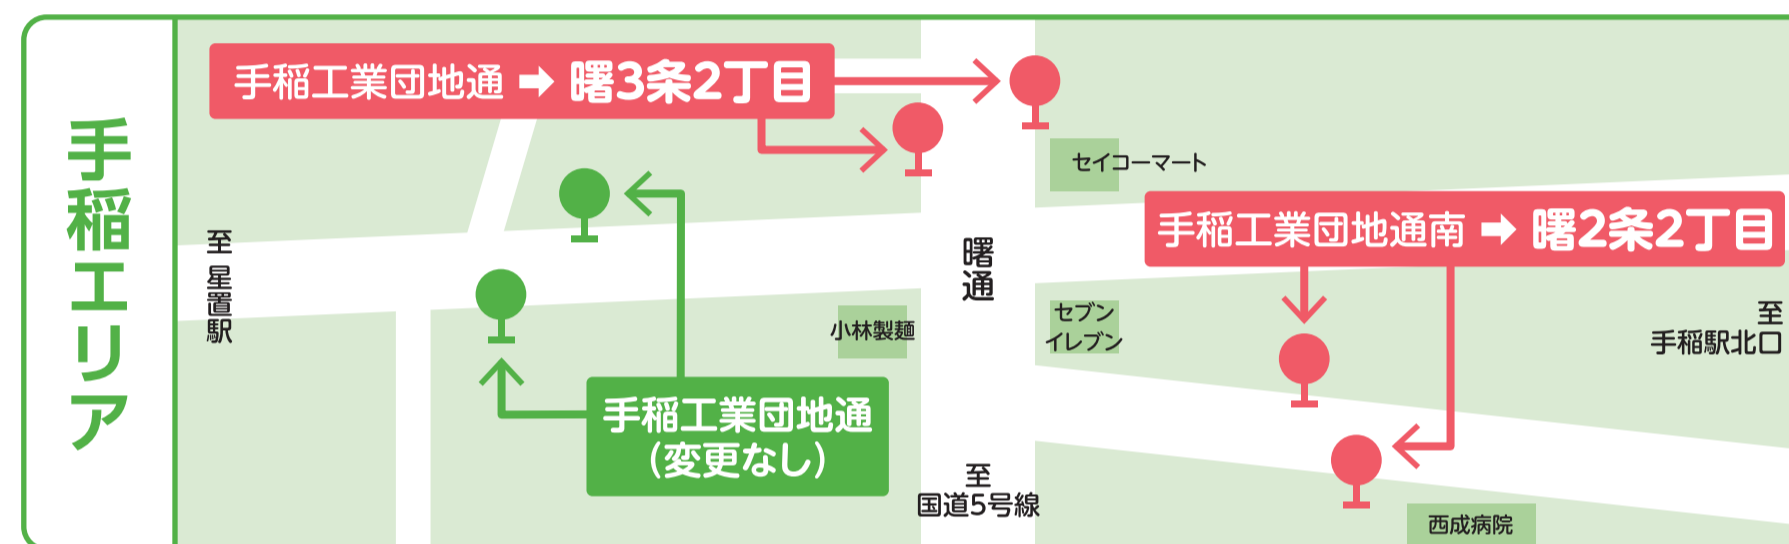 手稲エリア
手稲工業団地通➡曙3条2丁目
セイコーマート
手稲工業団地通南➡曙2条2丁目
至 星置駅
曙通
小林製麺
セブン
イレブン
至
手稲駅北口
手稲工業団地通
(変更なし)
至
国道5号線
西成病院